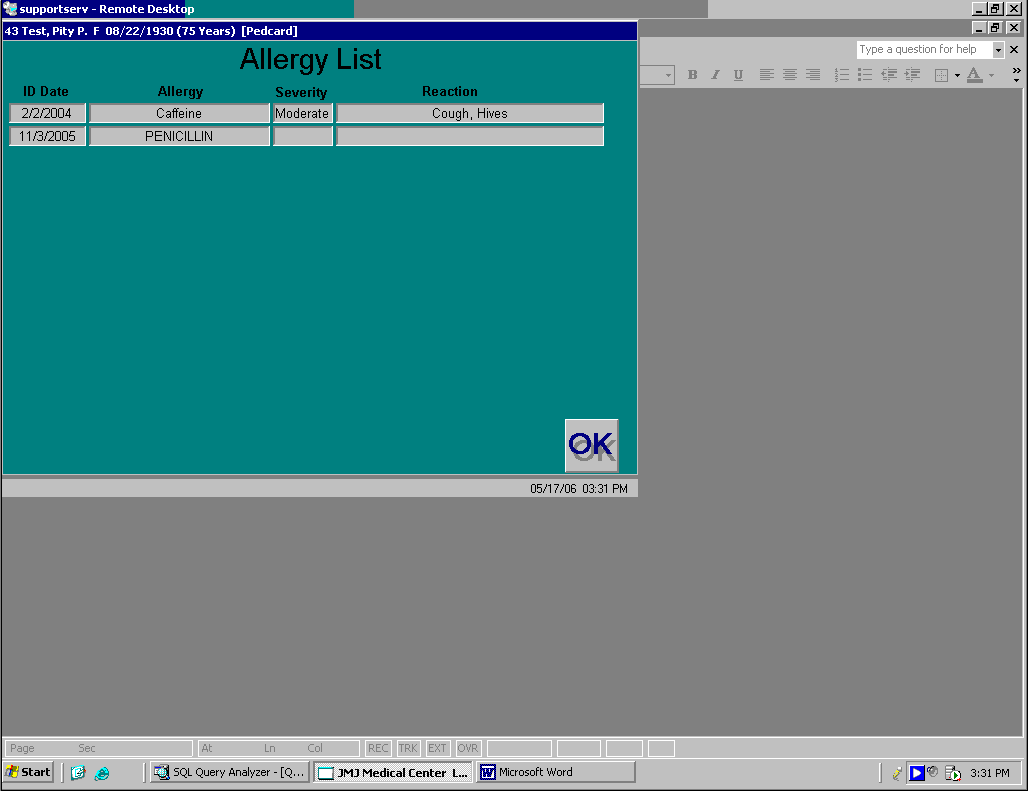 supportserv - Remote Desktop
43 Test, Pity P. F 08/22/1930 (75 Years) [Pedcard]
Type a question for help
Allergy List
B I U
A
ID Date Allergy Severity Reaction
2/2/2004 Caffeine Moderate Cough, Hives
11/3/2005 PENICILLIN
OK
05/17/06 03:31 PM
Page Sec At Ln Col REC TRK EXT OVR
Start SQL Query Analyzer - [Q... JMJ Medical Center L... Microsoft Word 3:31 PM